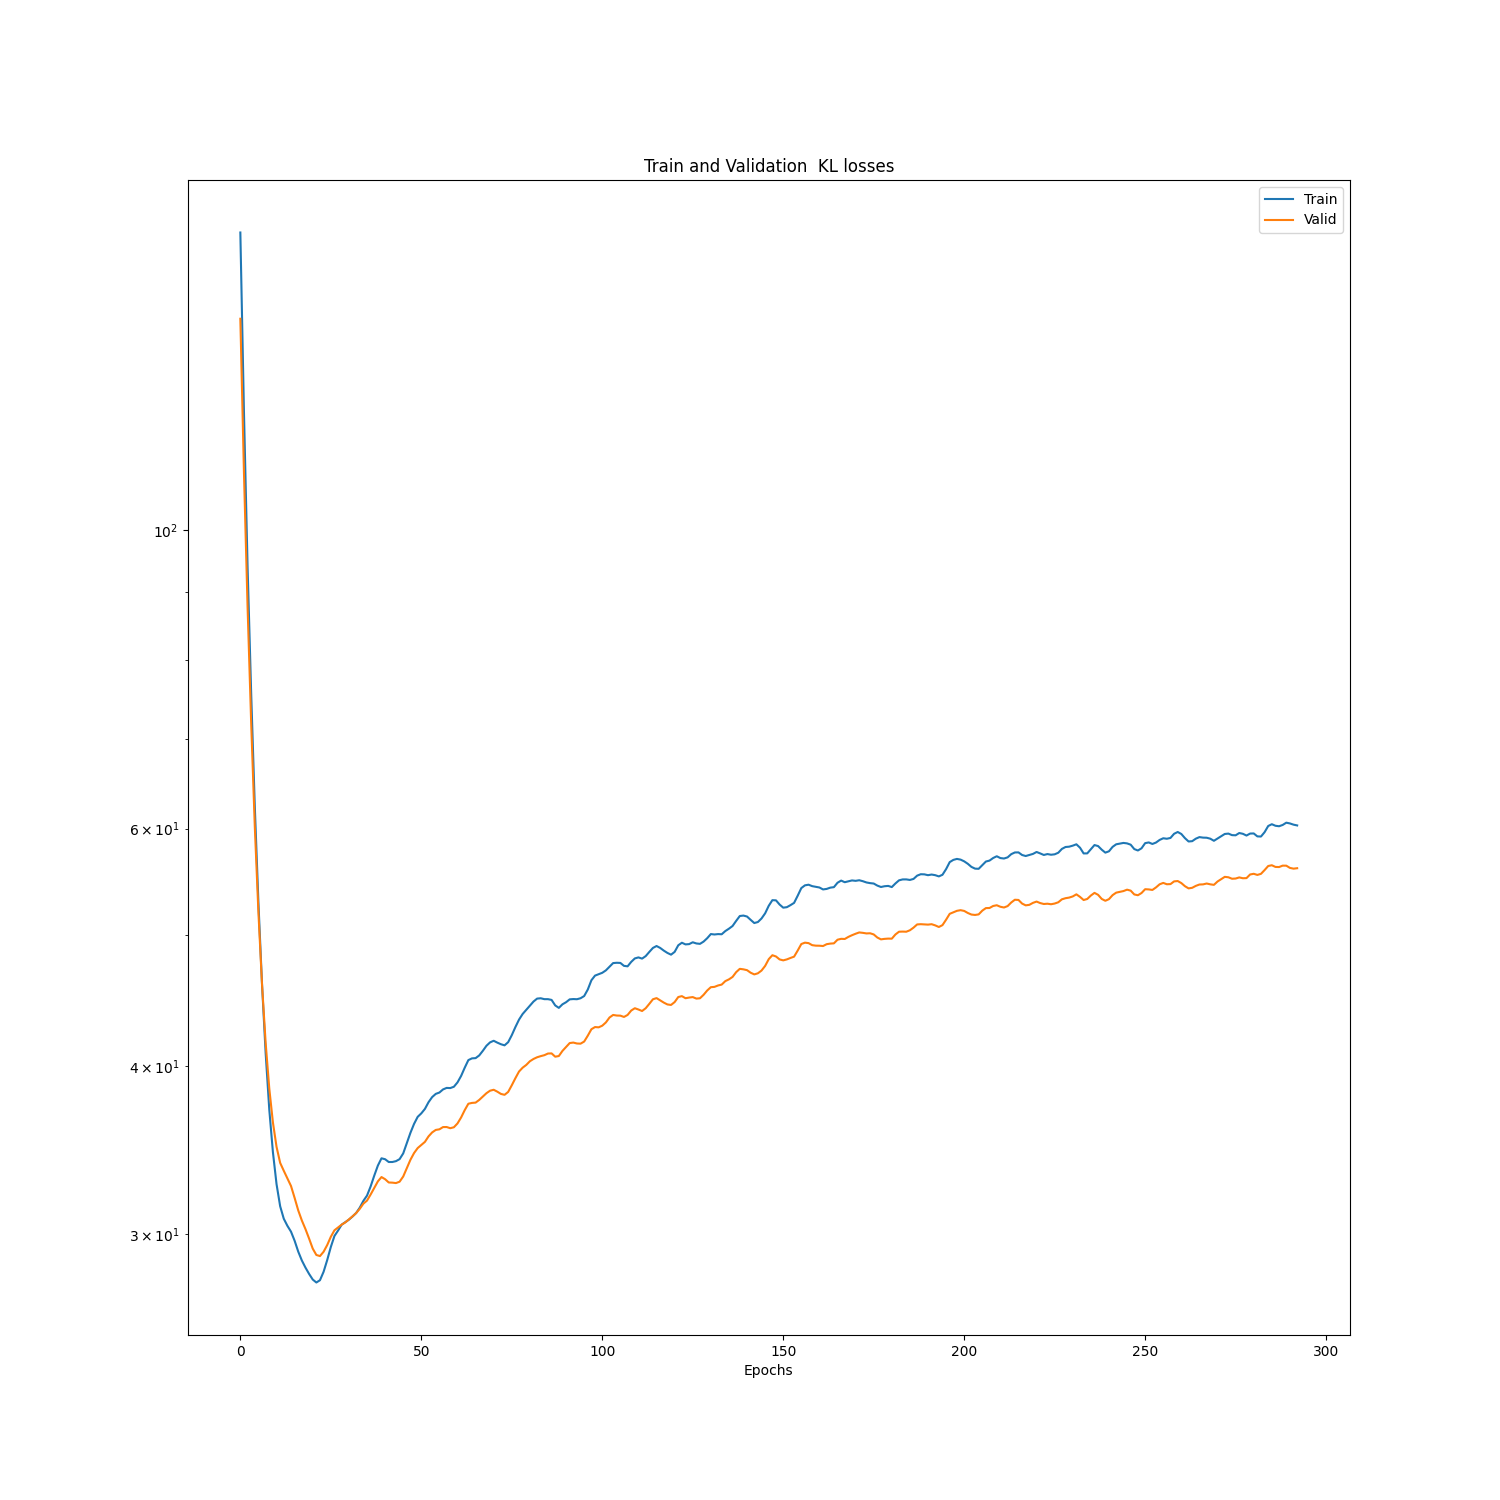 Train and Validation  KL losses
Train
Valid
10²
6 × 10¹
4 × 10¹
3 × 10¹
0 50 100 150 200 250 300
Epochs